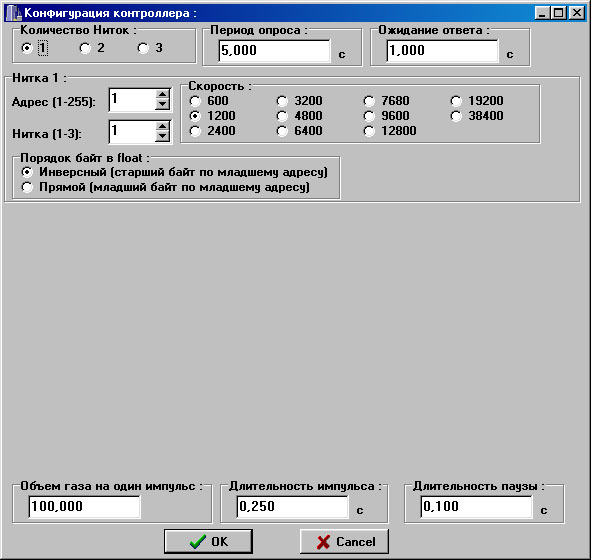 Конфигурация контроллера :
Количество Ниток : Период опроса : Ожидание ответа :
1 2 3 5,000 с 1,000 с
Нитка 1 : Скорость :
Адрес (1-255): 1 600 3200 7680 19200
1200 4800 9600 38400
Нитка (1-3): 1 2400 6400 12800
Порядок байт в float :
Инверсный (старший байт по младшему адресу)
Прямой (младший байт по младшему адресу)
Объем газа на один импульс : Длительность импульса : Длительность паузы :
100,000 0,250 с 0,100 с
OK Cancel